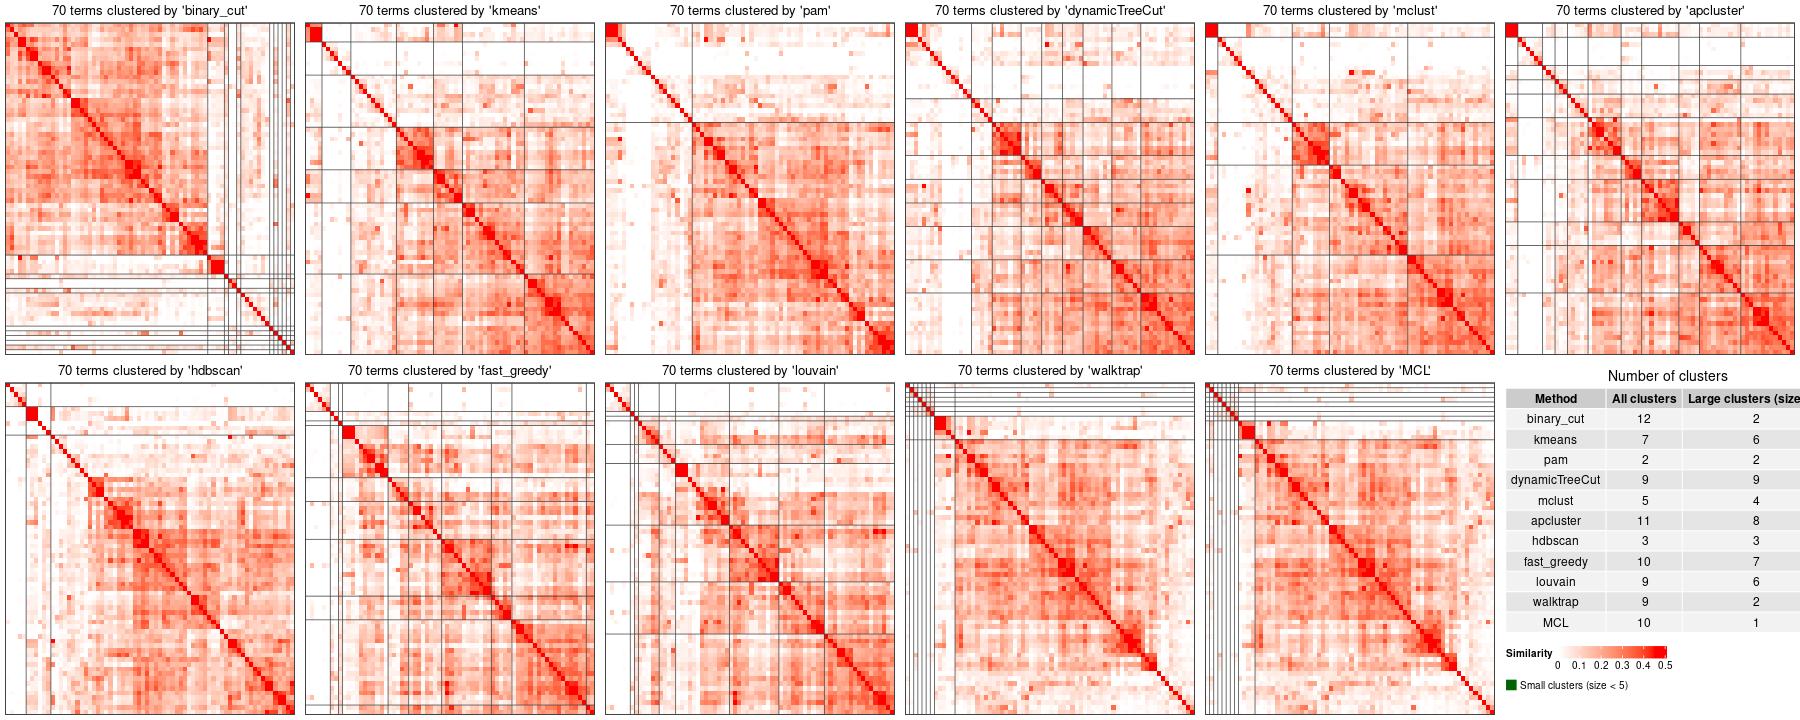 70 terms clustered by 'binary_cut'
70 terms clustered by 'kmeans'
70 terms clustered by 'pam'
70 terms clustered by 'dynamicTreeCut'
70 terms clustered by 'mclust'
70 terms clustered by 'apcluster'
70 terms clustered by 'hdbscan'
70 terms clustered by 'fast_greedy'
70 terms clustered by 'louvain'
70 terms clustered by 'walktrap'
70 terms clustered by 'MCL'
Number of clusters
Method All clusters Large clusters (size
binary_cut 12 2
kmeans 7 6
pam 2 2
dynamicTreeCut 9 9
mclust 5 4
apcluster 11 8
hdbscan 3 3
fast_greedy 10 7
louvain 9 6
walktrap 9 2
MCL 10 1
Similarity
0 0.1 0.2 0.3 0.4 0.5
Small clusters (size < 5)